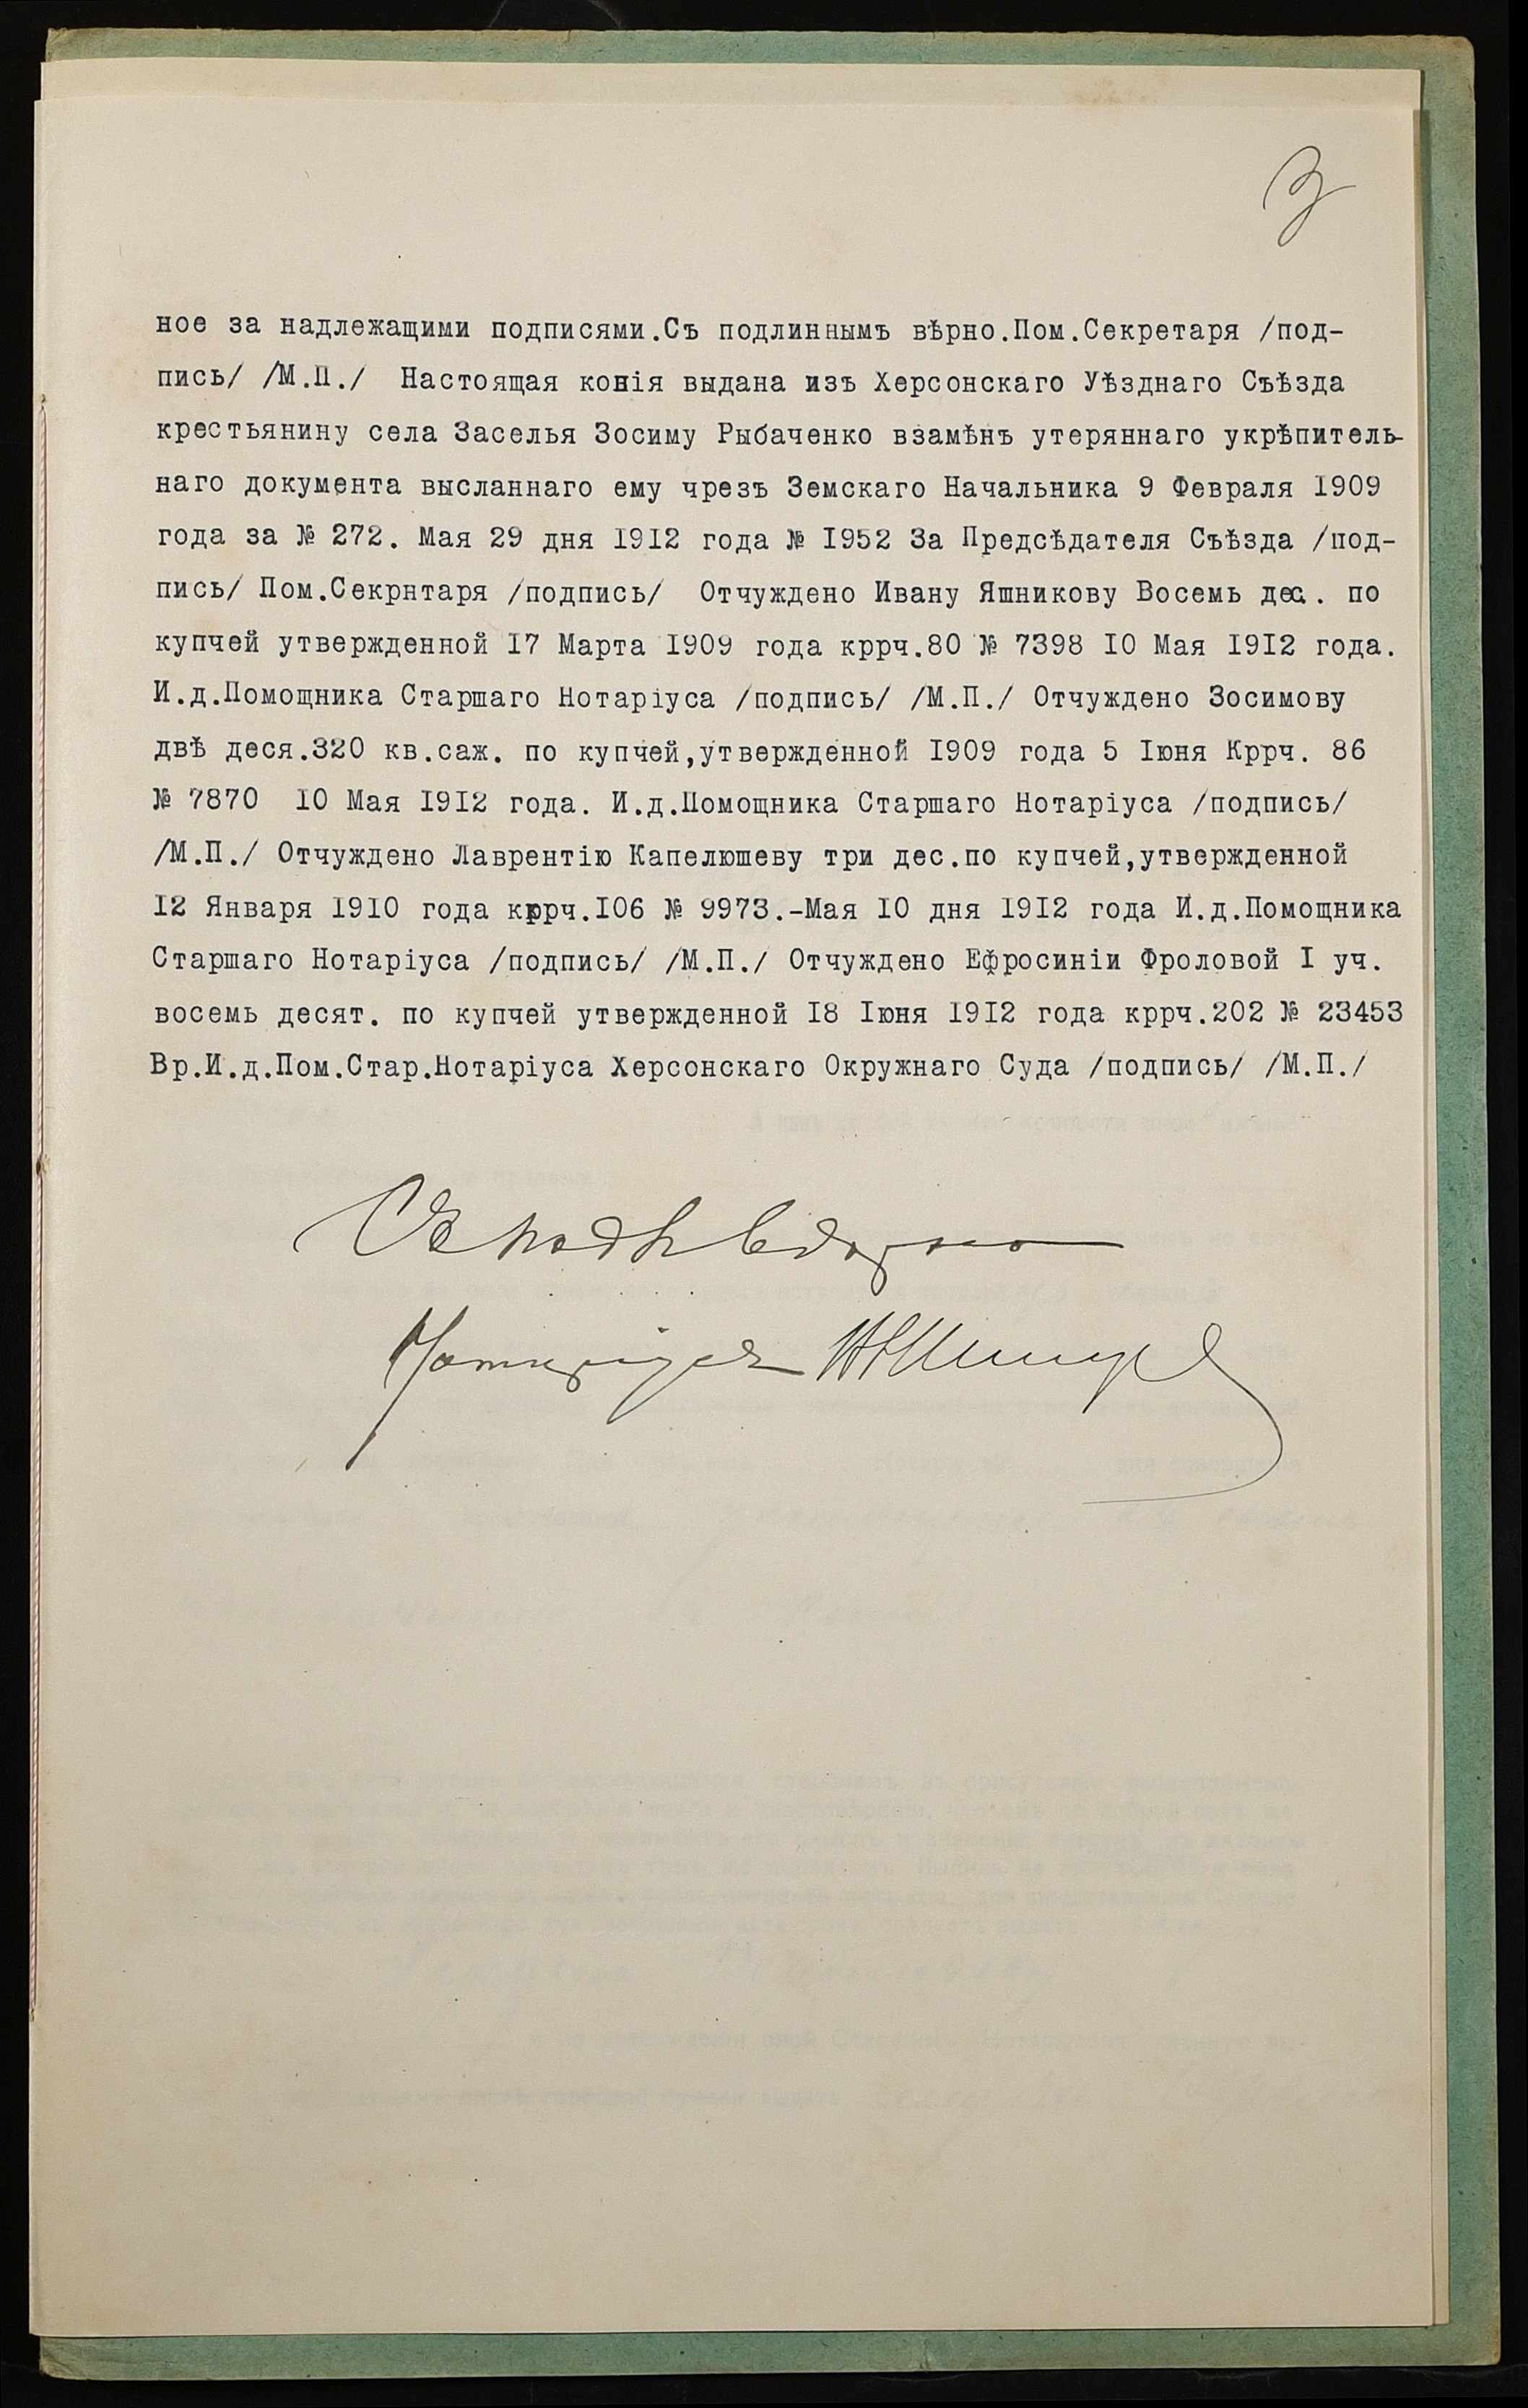 3
ное за надлежащими подписями.Съ подлиннымъ вѣрно.Пом.Секретаря /под-
пись/ /М.П./ Настоящая конія выдана изъ Херсонскаго Уѣзднаго Съѣзда
крестьянину села Заселья Зосиму Рыбаченко взамѣнъ утеряннаго укрѣпитель-
наго документа высланнаго ему чрезъ Земскаго Начальника 9 Февраля 1909
года за № 272. Мая 29 дня 1912 года № 1952 За Предсѣдателя Съѣзда /под-
пись/ Пом.Секрнтаря /подпись/ Отчуждено Ивану Яшникову Восемь дес. по
купчей утвержденной 17 Марта 1909 года кррч.80 № 7398 10 Мая 1912 года.
И.д.Помощника Старшаго Нотаріуса /подпись/ /М.П./ Отчуждено Зосимову
двѣ деся.320 кв.саж. по купчей,утвержденной 1909 года 5 Іюня Кррч. 86
№ 7870 10 Мая 1912 года. И.д.Помощника Старшаго Нотаріуса /подпись/
/М.П./ Отчуждено Лаврентію Капелюшеву три дес.по купчей,утвержденной
12 Января 1910 года кррч.106 № 9973.-Мая 10 дня 1912 года И.д.Помощника
Старшаго Нотаріуса /подпись/ /М.П./ Отчуждено Ефросиніи Фроловой I уч.
восемь десят. по купчей утвержденной 18 Іюня 1912 года кррч.202 № 23453
Вр.И.д.Пом.Стар.Нотаріуса Херсонскаго Окружнаго Суда /подпись/ /М.П./
Съ подл вѣрно
Нотаріусъ